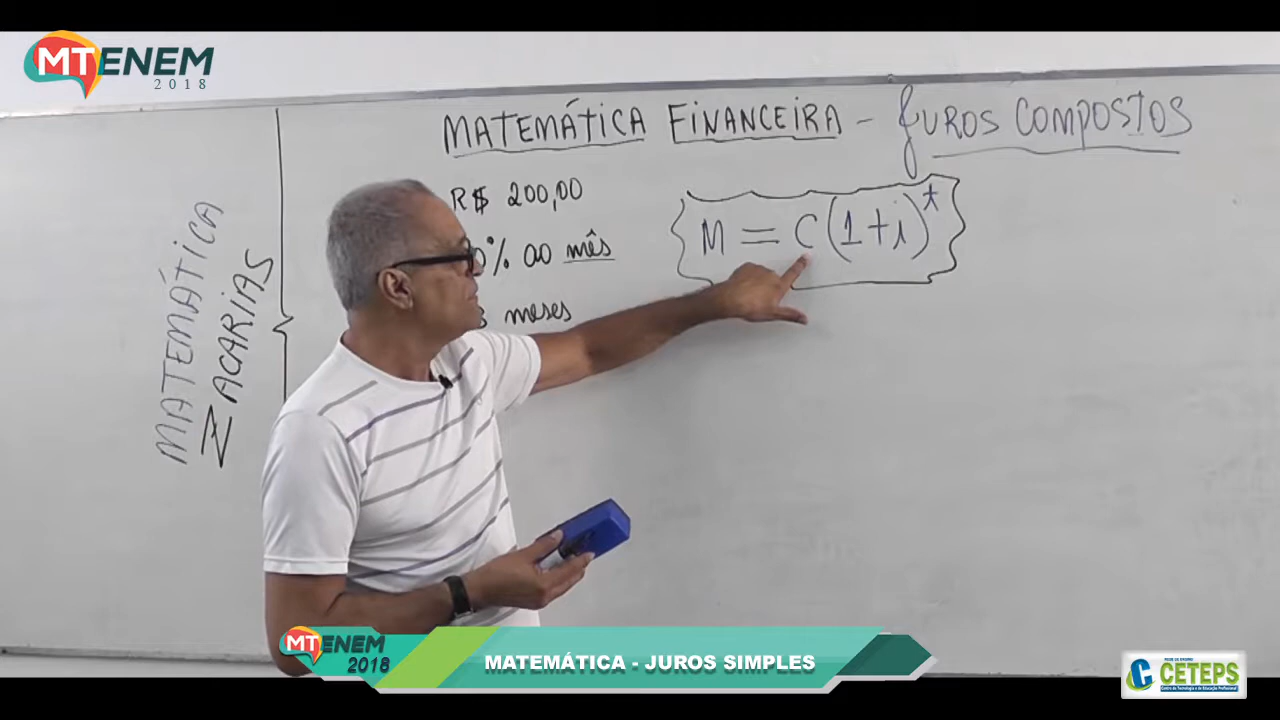 MTENEM
2018
MATEMÁTICA FINANCEIRA - JUROS COMPOSTOS
R$ 200,00
0% ao mês
meses
M = C(1+i)^t
MATEMÁTICA
ZACARIAS
MTENEM
2018
MATEMÁTICA - JUROS SIMPLES
CETEPS